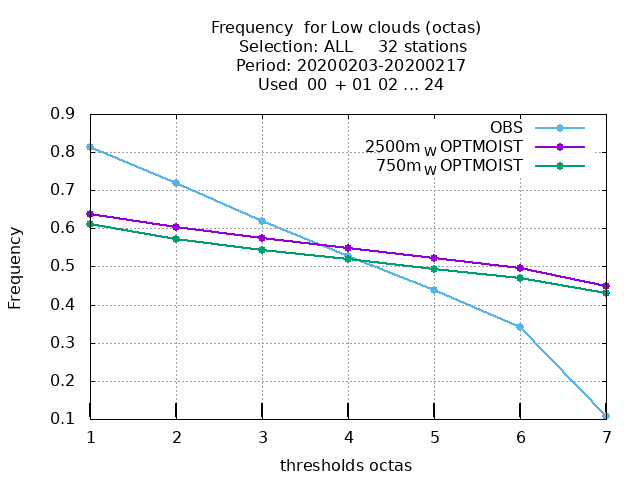 Frequency  for Low clouds (octas)
Selection: ALL     32 stations
Period: 20200203-20200217
Used  00  + 01 02 ... 24
OBS
2500m W OPTMOIST
750m W OPTMOIST
Frequency
0.9
0.8
0.7
0.6
0.5
0.4
0.3
0.2
0.1
1 2 3 4 5 6 7
thresholds octas